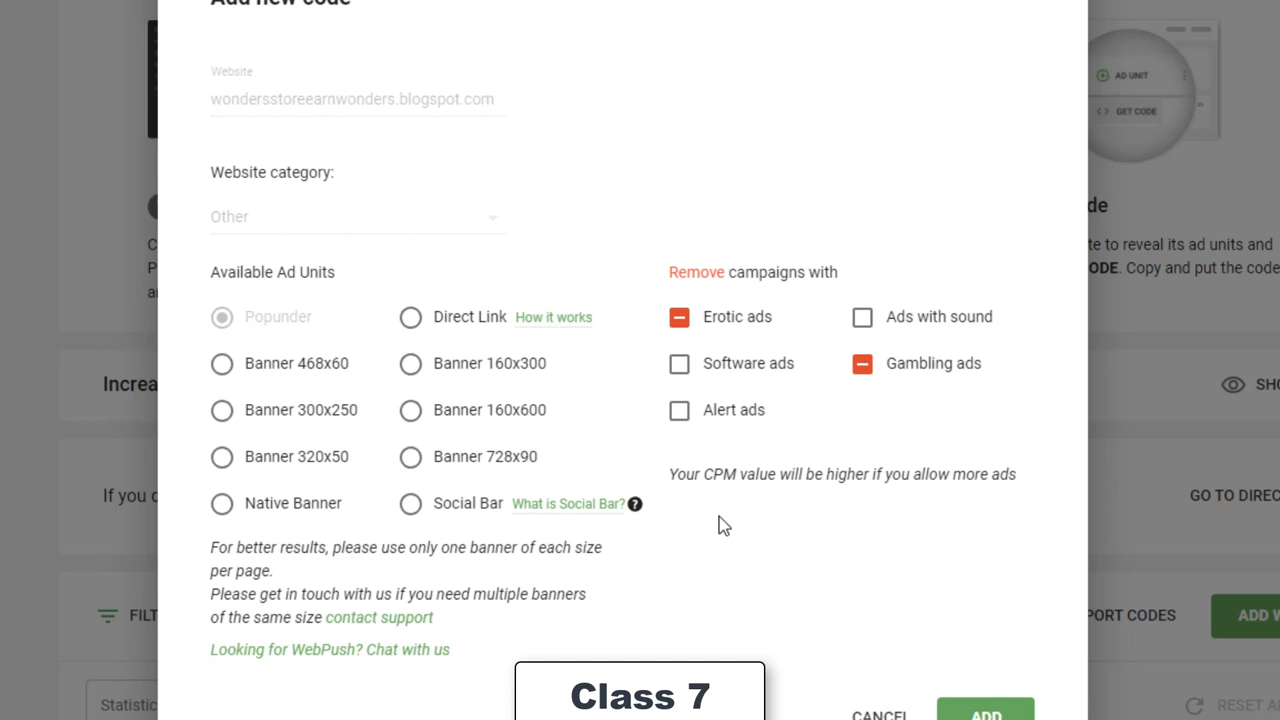 Add new code
Website
wondersstoreearnwonders.blogspot.com
Website category:
Other
Available Ad Units
Popunder
Direct Link How it works
Banner 468x60
Banner 160x300
Banner 300x250
Banner 160x600
Banner 320x50
Banner 728x90
Native Banner
Social Bar What is Social Bar? ?
For better results, please use only one banner of each size
per page.
Please get in touch with us if you need multiple banners
of the same size contact support
Looking for WebPush? Chat with us
Remove campaigns with
Erotic ads
Ads with sound
Software ads
Gambling ads
Alert ads
Your CPM value will be higher if you allow more ads
CANCEL
ADD
Class 7
AD UNIT
GET CODE
de
te to reveal its ad units and
ODE. Copy and put the code
Increa
SHO
If you c
GO TO DIREC
FILT
PORT CODES
ADD W
Statistic
RESET A